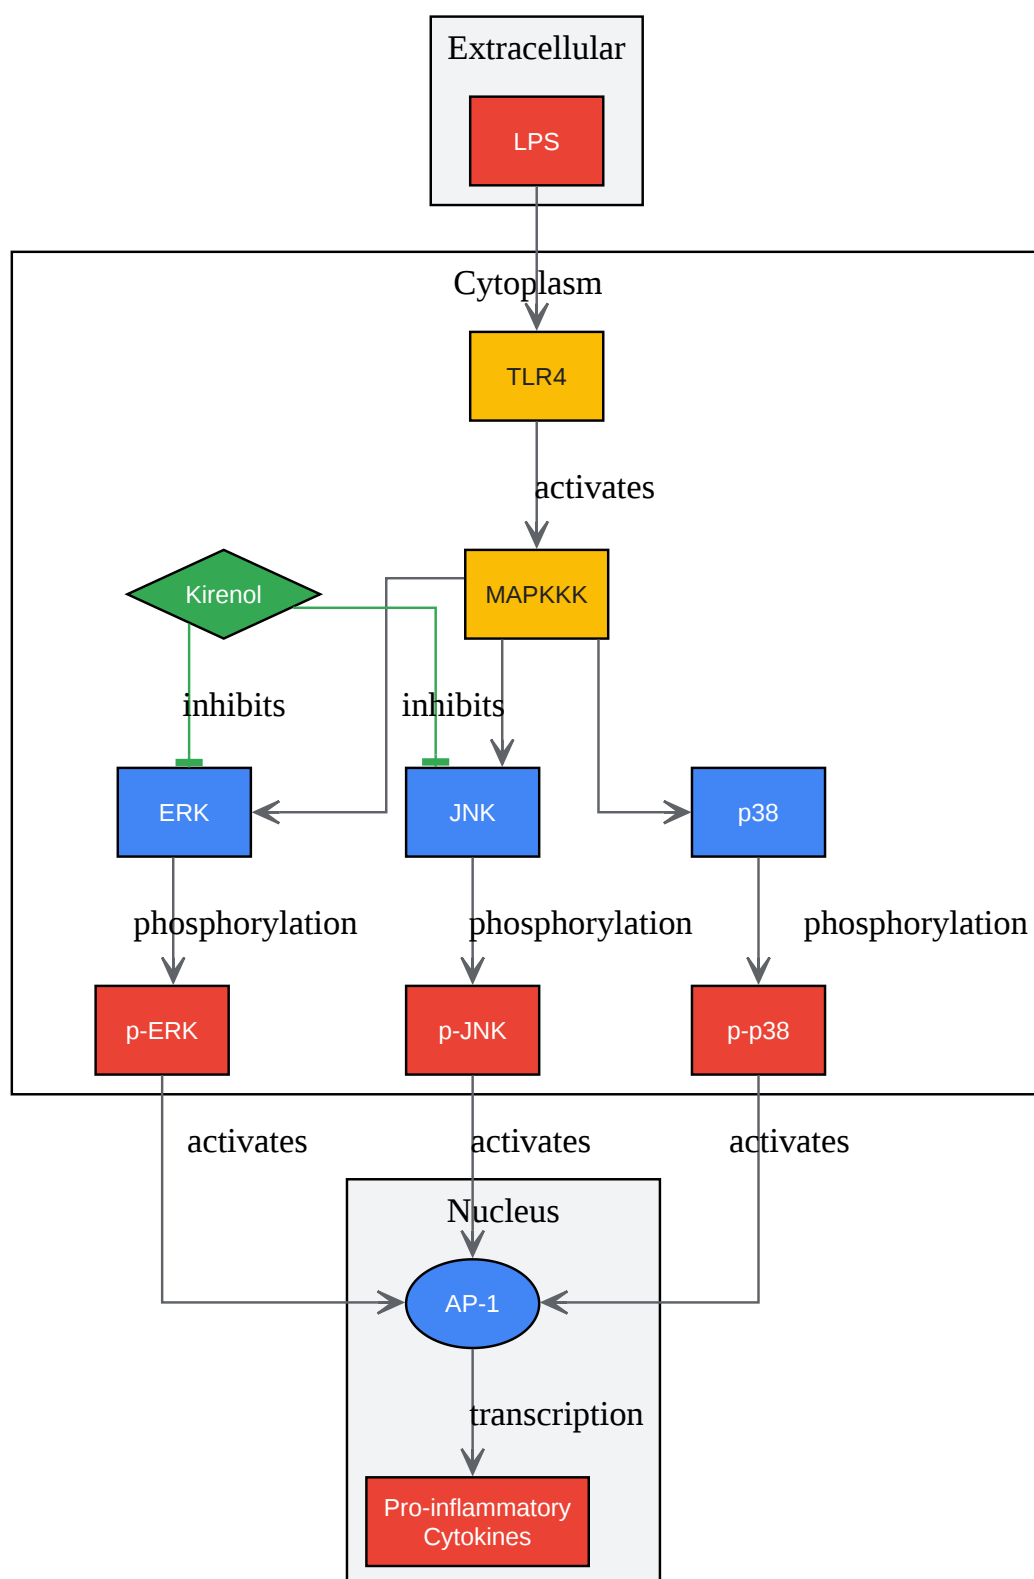 Extracellular
LPS
Cytoplasm
TLR4
activates
Kirenol
MAPKKK
inhibits
inhibits
ERK
JNK
p38
phosphorylation
phosphorylation
phosphorylation
p-ERK
p-JNK
p-p38
activates
activates
activates
Nucleus
AP-1
transcription
Pro-inflammatory
Cytokines